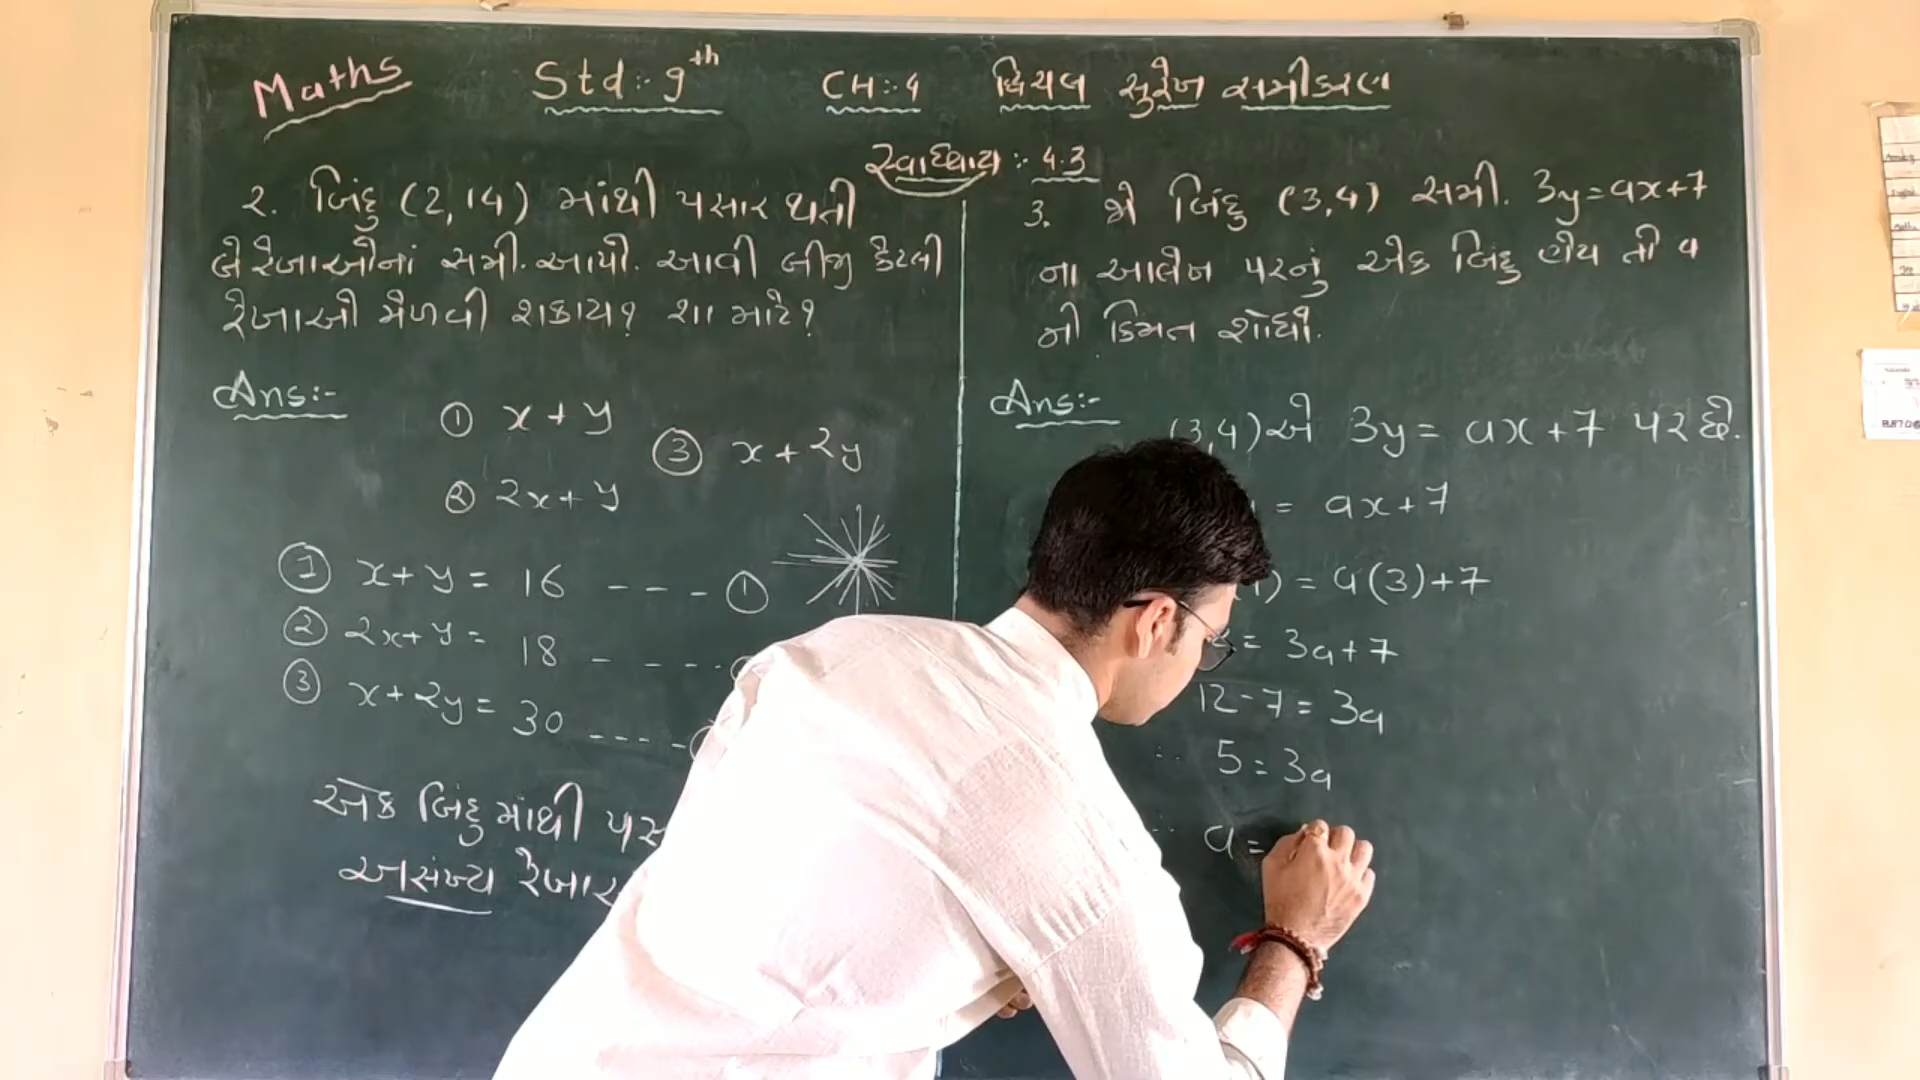 Maths Std:- 9th CH:-4 દ્વિચલ સુરેખ સમીકરણ
સ્વાધ્યાય :- 4.3
૨. બિંદુ (2,14) માંથી પસાર થતી
બે રેખાઓનાં સમી. આપો. આવી બીજી કેટલી
રેખાઓ મેળવી શકાય? શા માટે?
Ans:-
① x + y
③ x + 2y
② 2x + y
① x + y = 16 --- ①
② 2x + y = 18 - ---
③ x + 2y = 30 ----
એક બિંદુ માંથી
અસંખ્ય
3. જો બિંદુ (3,4) સમી. 3y = ax + 7
ના આલેખ પરનું એક બિંદુ હોય તો a
ની કિંમત શોધો.
Ans:-
(3,4) એ 3y = ax + 7 પર છે.
= ax + 7
) = a(3) + 7
= 3a + 7
12 - 7 = 3a
5 = 3a
a =